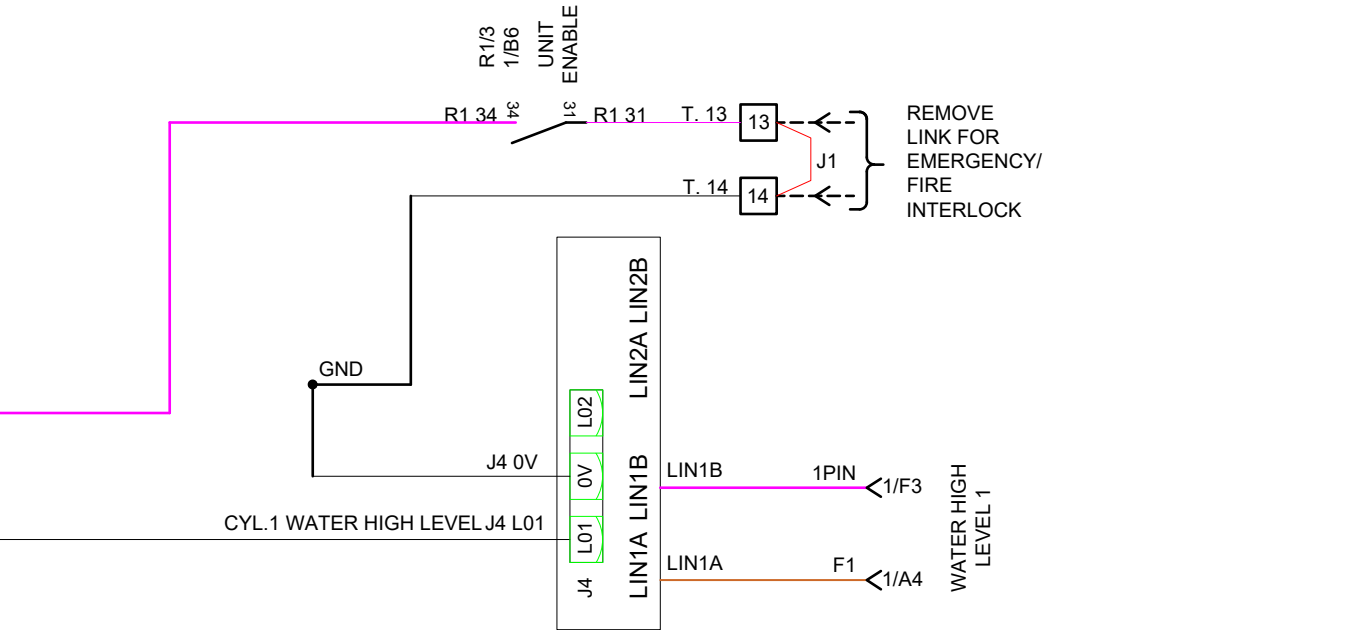 R1/3
1/B6
UNIT
ENABLE
R1 34
34
31
R1 31
T. 13
13
REMOVE
LINK FOR
EMERGENCY/
FIRE
INTERLOCK
J1
T. 14
14
GND
LIN2A LIN2B
L02
J4 0V
0V
LIN1A LIN1B
LIN1B
1PIN
1/F3
WATER HIGH
LEVEL 1
CYL.1 WATER HIGH LEVEL J4 L01
L01
J4
LIN1A
F1
1/A4